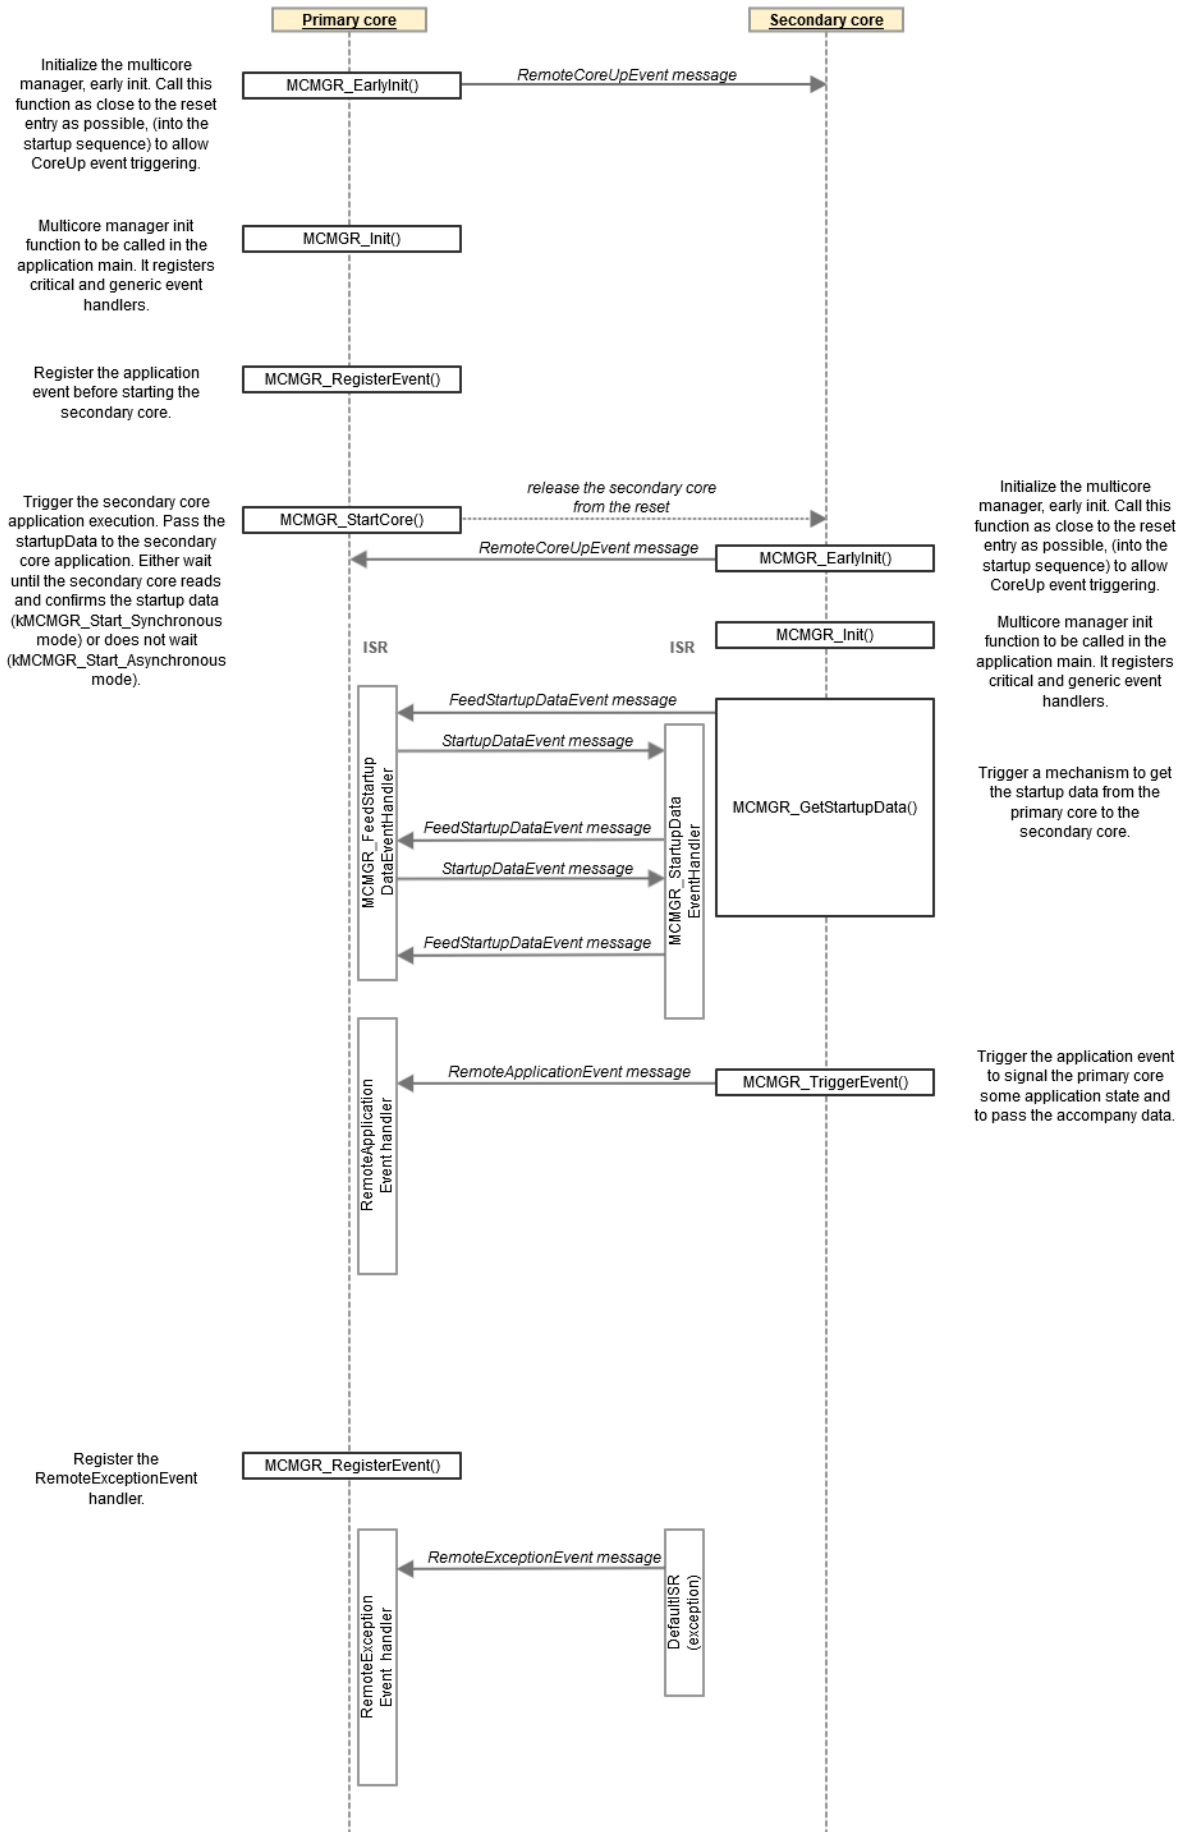 Primary core
Secondary core
Initialize the multicore
manager, early init. Call this
function as close to the reset
entry as possible, (into the
startup sequence) to allow
CoreUp event triggering.
MCMGR_EarlyInit()
RemoteCoreUpEvent message
Multicore manager init
function to be called in the
application main. It registers
critical and generic event
handlers.
MCMGR_Init()
Register the application
event before starting the
secondary core.
MCMGR_RegisterEvent()
Trigger the secondary core
application execution. Pass the
startupData to the secondary
core application. Either wait
until the secondary core reads
and confirms the startup data
(kMCMGR_Start_Synchronous
mode) or does not wait
(kMCMGR_Start_Asynchronous
mode).
MCMGR_StartCore()
release the secondary core
from the reset
RemoteCoreUpEvent message
MCMGR_EarlyInit()
Initialize the multicore
manager, early init. Call this
function as close to the reset
entry as possible, (into the
startup sequence) to allow
CoreUp event triggering.
ISR
ISR
MCMGR_Init()
Multicore manager init
function to be called in the
application main. It registers
critical and generic event
handlers.
MCMGR_FeedStartup
DataEventHandler
FeedStartupDataEvent message
StartupDataEvent message
FeedStartupDataEvent message
StartupDataEvent message
FeedStartupDataEvent message
MCMGR_StartupData
EventHandler
MCMGR_GetStartupData()
Trigger a mechanism to get
the startup data from the
primary core to the
secondary core.
RemoteApplication
Event handler
RemoteApplicationEvent message
MCMGR_TriggerEvent()
Trigger the application event
to signal the primary core
some application state and
to pass the accompany data.
Register the
RemoteExceptionEvent
handler.
MCMGR_RegisterEvent()
RemoteException
Event handler
RemoteExceptionEvent message
DefaultISR
(exception)